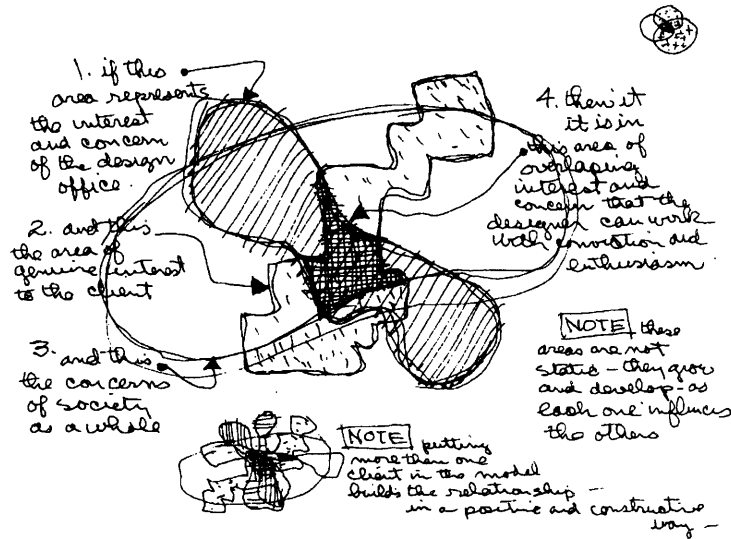 1. if this
area represents
the interest
and concern
of the design
office.
2. and this
the area of
genuine interest
to the client
3. and this
the concerns
of society
as a whole
4. then it
it is in
this area of
overlaping
interest and
concern that the
designer can work
with conviction and
enthusiasm
NOTE these
areas are not
static - they grow
and develop - as
each one influences
the others
NOTE putting
more than one
client in the model
builds the relationship —
in a positive and constructive
way —